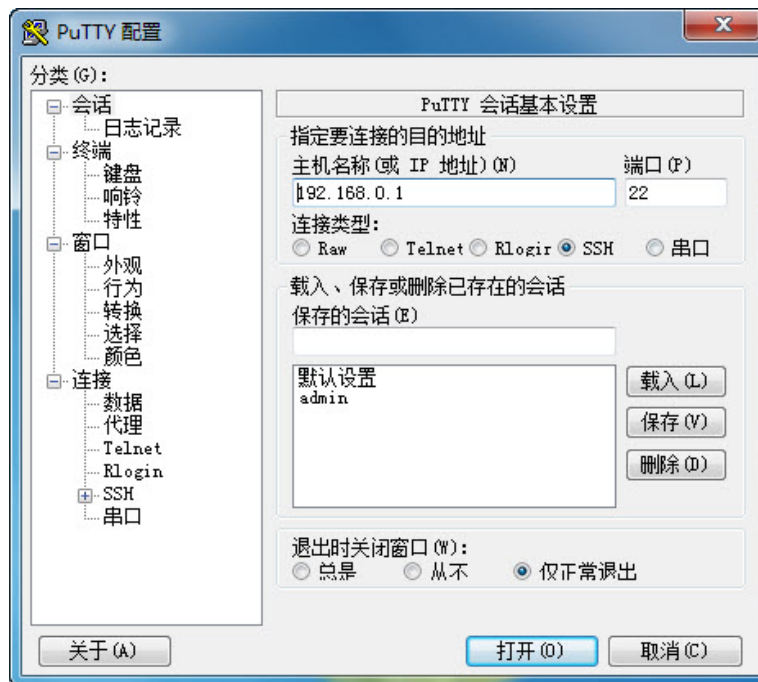 PuTTY 配置
分类(G):
会话
日志记录
终端
键盘
响铃
特性
窗口
外观
行为
转换
选择
颜色
连接
数据
代理
Telnet
Rlogin
SSH
串口
PuTTY 会话基本设置
指定要连接的目的地址
主机名称(或 IP 地址)(N) 端口(P)
192.168.0.1 22
连接类型:
Raw Telnet Rlogir SSH 串口
载入、保存或删除已存在的会话
保存的会话(E)
默认设置
admin
载入(L)
保存(V)
删除(D)
退出时关闭窗口(W):
总是 从不 仅正常退出
关于(A) 打开(O) 取消(C)